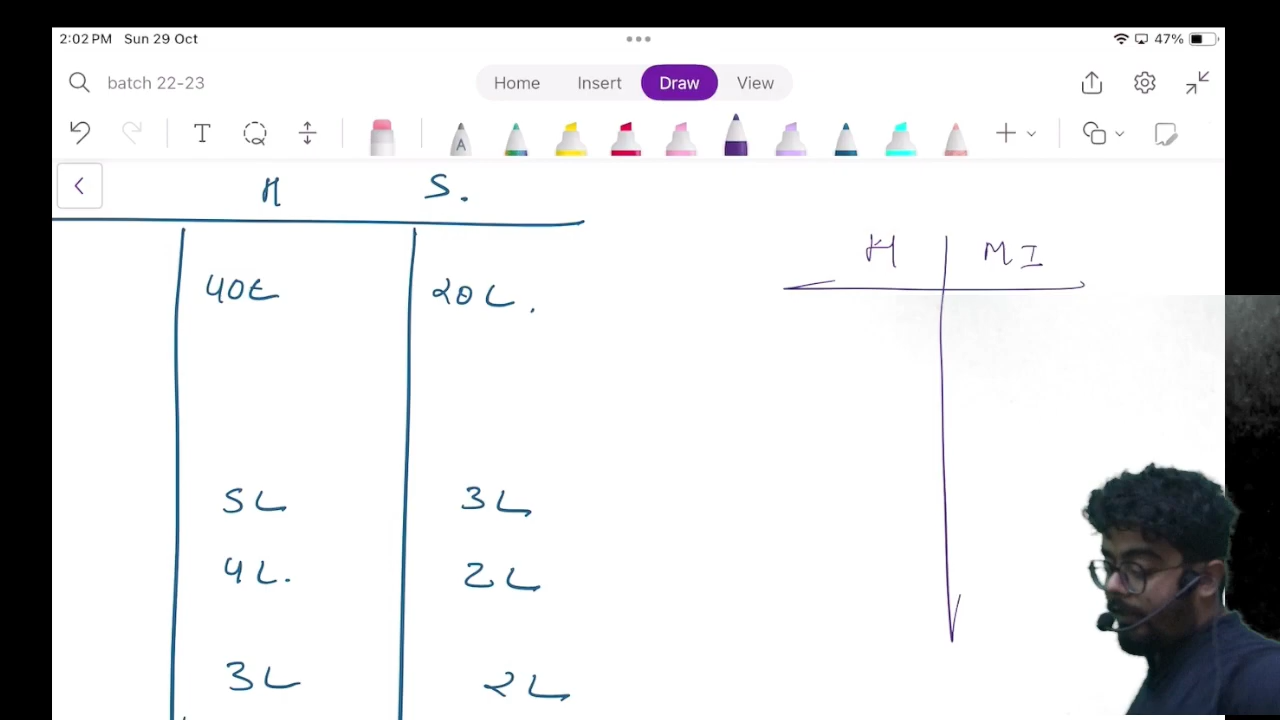 2:02 PM Sun 29 Oct 47%
batch 22-23 Home Insert Draw View
T A
H S.
H MI
40L 20L.
5L 3L
4L. 2L
3L 2L